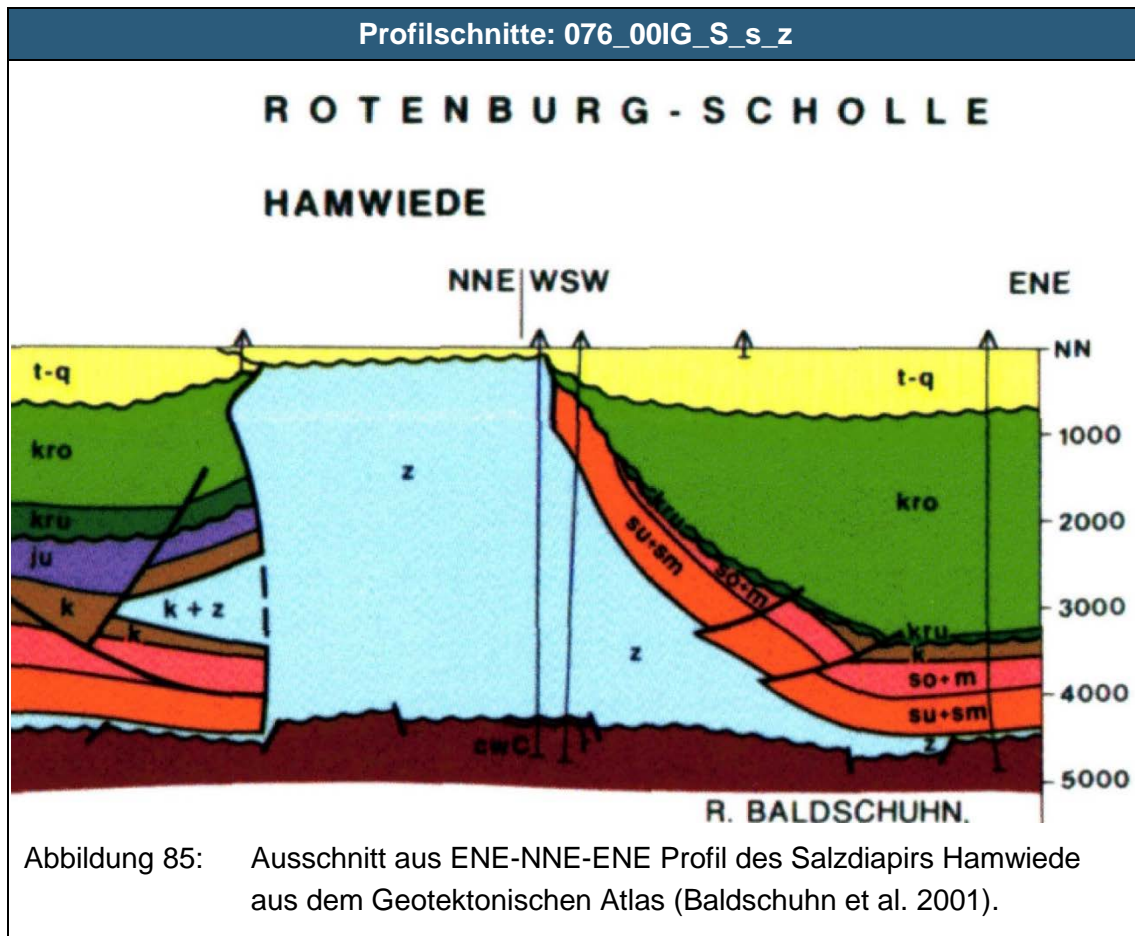 Profilschnitte: 076_00IG_S_s_z
ROTENBURG-SCHOLLE
HAMWIEDE
NNE WSW ENE
NN
t-q t-q
1000
kro z kro
kru kru 2000
ju su+sm so+m
k k + z 3000
k z kru
k
so+m
4000
su+sm
z
cwC
5000
R. BALDSCHUHN.
Abbildung 85: Ausschnitt aus ENE-NNE-ENE Profil des Salzdiapirs Hamwiede
aus dem Geotektonischen Atlas (Baldschuhn et al. 2001).